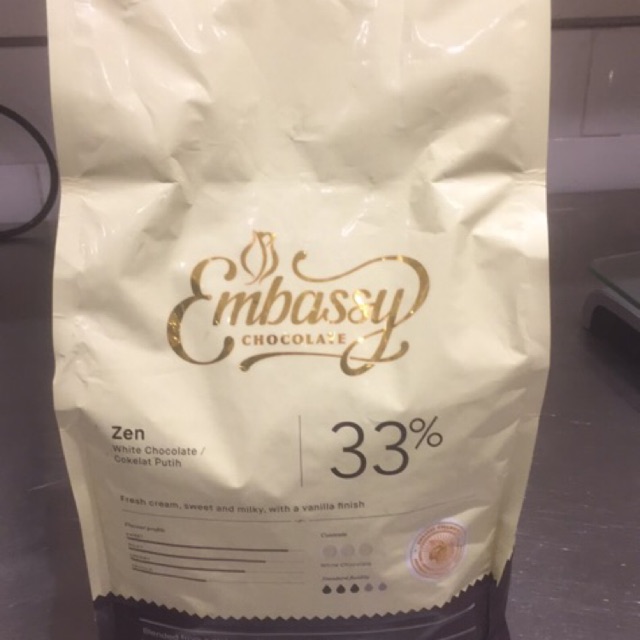 Embassy
CHOCOLATE
Zen
White Chocolate /
Cokelat Putih
33%
Fresh cream, sweet and milky, with a vanilla finish